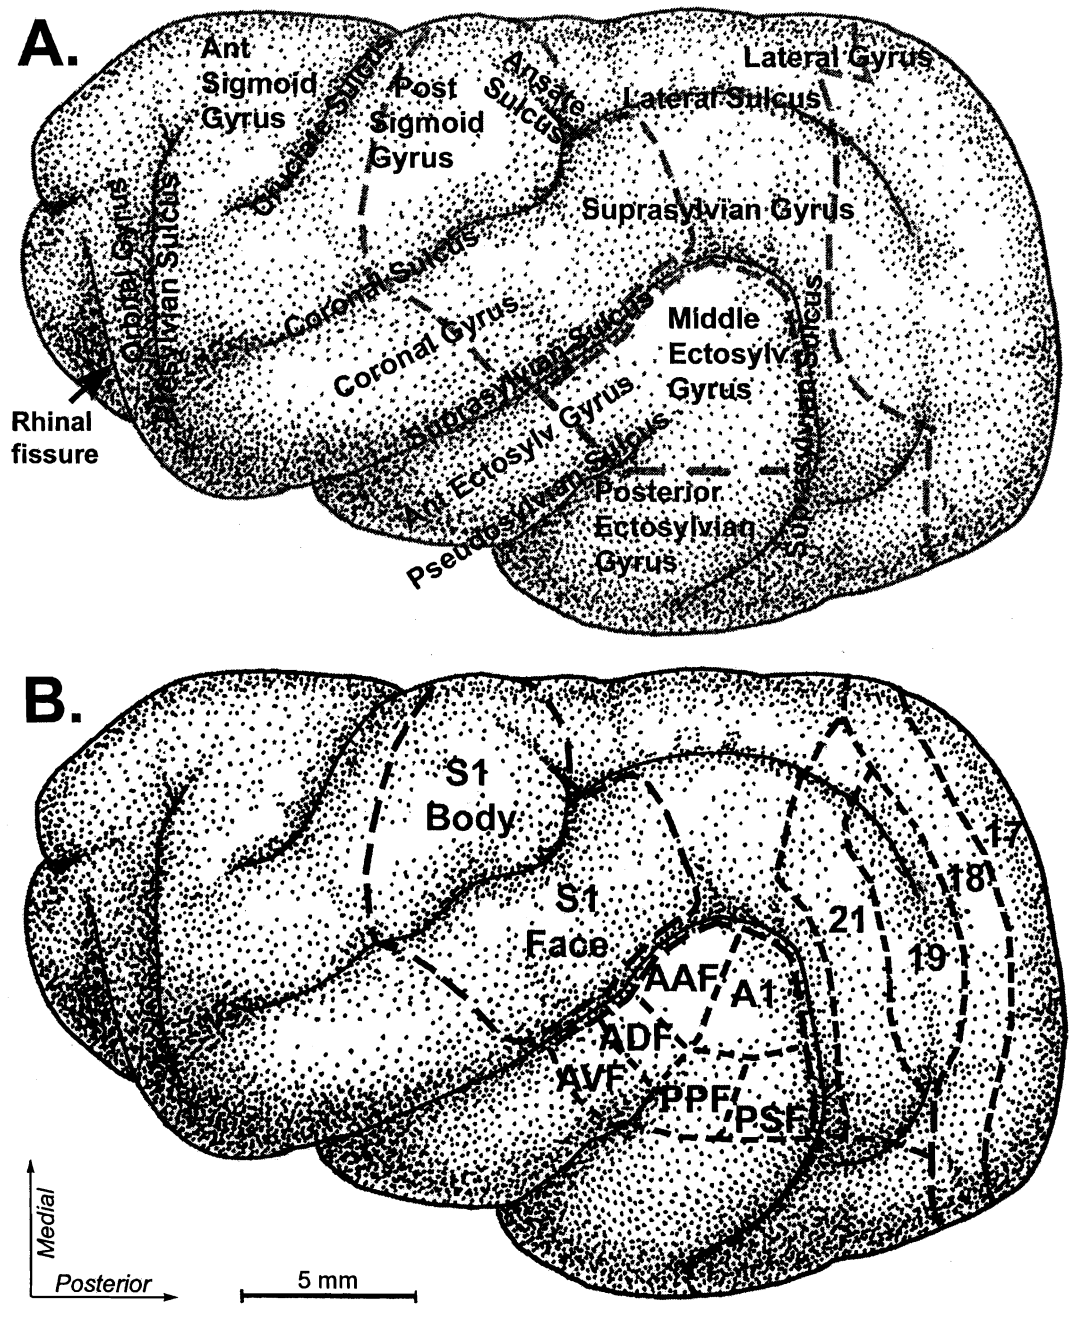 A.
Ant
Sigmoid
Gyrus
Cruciate Sulcus
Post
Sigmoid
Gyrus
Ansate
Sulcus
Lateral Gyrus
Lateral Sulcus
Orbital Gyrus
Presylvian Sulcus
Suprasylvian Gyrus
Coronal Sulcus
Coronal Gyrus
Suprasylvian Sulcus
Middle
Ectosylv
Gyrus
Suprasylvian Sulcus
Rhinal
fissure
Ant Ectosylv Gyrus
Pseudosylvian Sulcus
Posterior
Ectosylvian
Gyrus
B.
S1
Body
S1
Face
17
18
19
21
AAF
A1
ADF
AVF
PPF
PSF
Medial
Posterior
5 mm